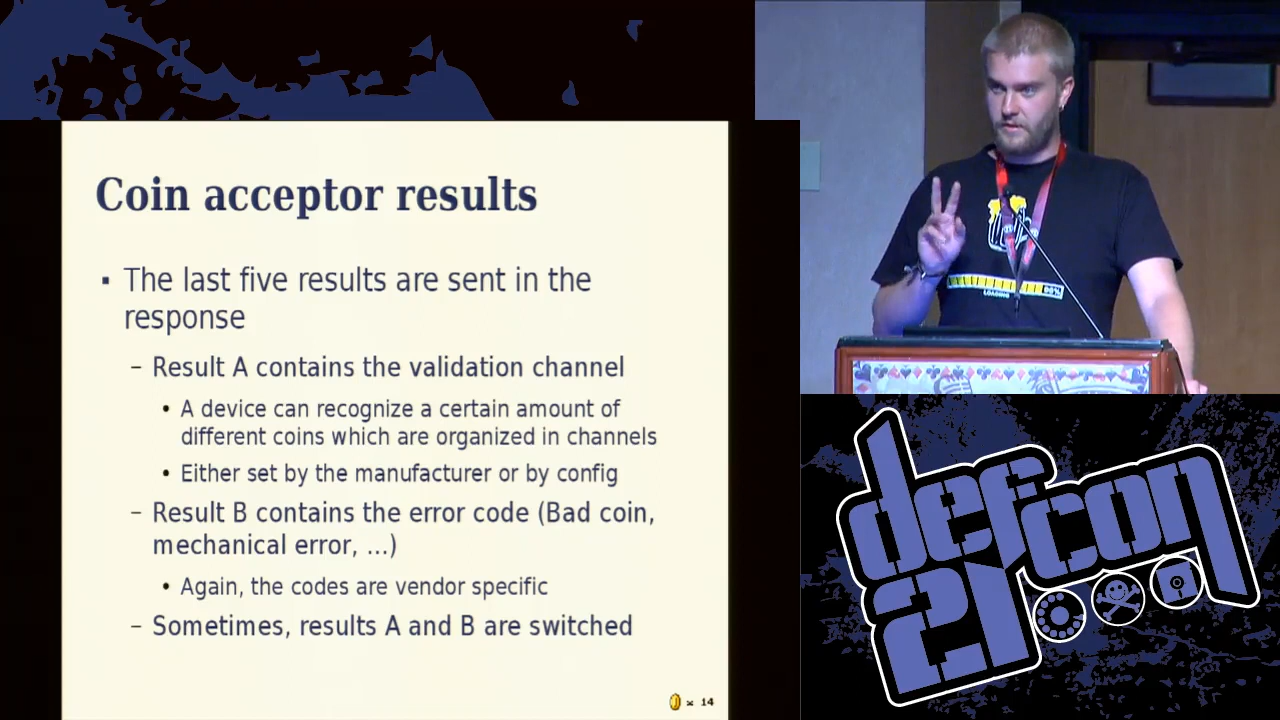 Coin acceptor results
▪ The last five results are sent in the
response
– Result A contains the validation channel
• A device can recognize a certain amount of
different coins which are organized in channels
• Either set by the manufacturer or by config
– Result B contains the error code (Bad coin,
mechanical error, ...)
• Again, the codes are vendor specific
– Sometimes, results A and B are switched
× 14
LOADING
defcon
21